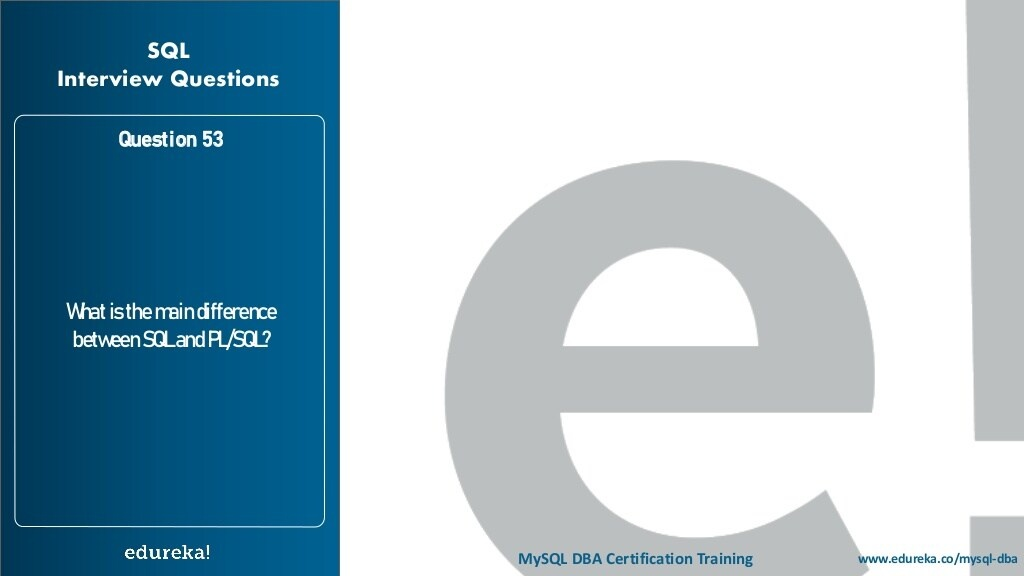 SQL
Interview Questions
Question 53
What is the main difference
between SQL and PL/SQL?
edureka!
e!
MySQL DBA Certification Training
www.edureka.co/mysql-dba